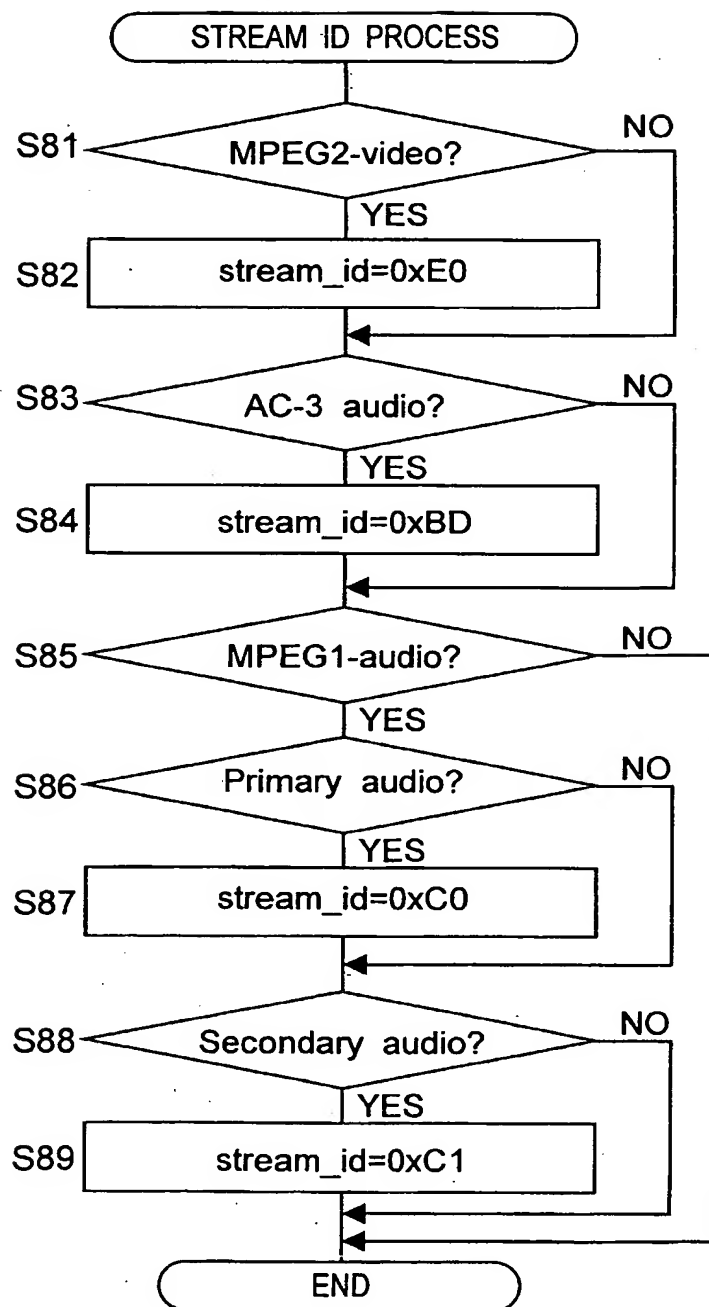 STREAM ID PROCESS
S81
MPEG2-video?
NO
YES
S82
stream_id=0xE0
S83
AC-3 audio?
NO
YES
S84
stream_id=0xBD
S85
MPEG1-audio?
NO
YES
S86
Primary audio?
NO
YES
S87
stream_id=0xC0
S88
Secondary audio?
NO
YES
S89
stream_id=0xC1
END